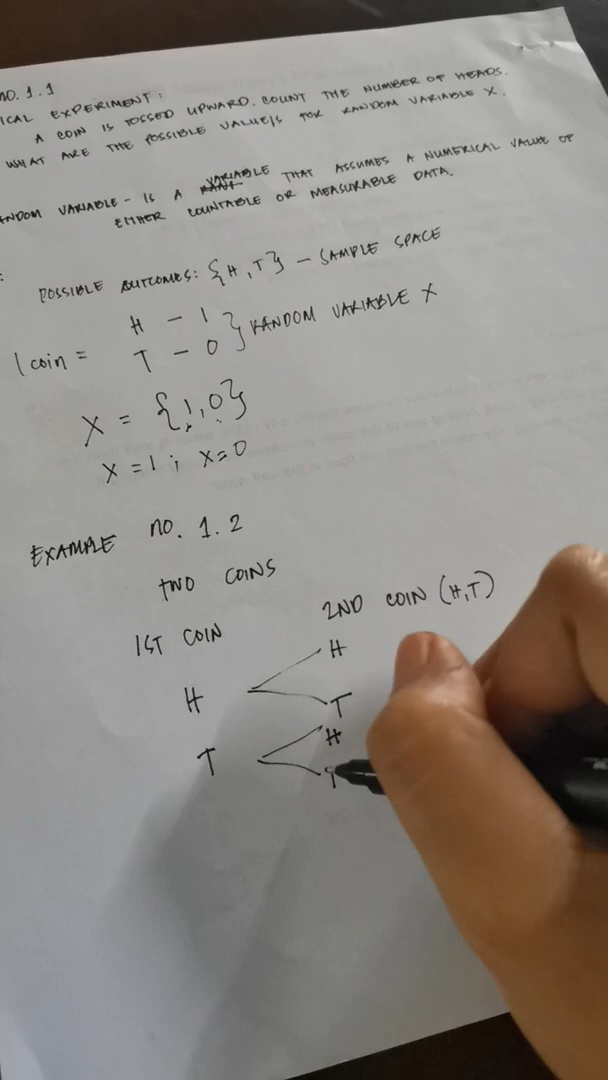 NO. 1.1
ICAL EXPERIMENT:
A COIN IS TOSSED UPWARD. COUNT THE NUMBER OF HEADS.
WHAT ARE THE POSSIBLE VALUE/S FOR RANDOM VARIABLE X.
ANDOM VARIABLE - IS A VARIABLE THAT ASSUMES A NUMERICAL VALUE OF
EITHER COUNTABLE OR MEASURABLE DATA.
:
POSSIBLE OUTCOMES: {H, T} - SAMPLE SPACE
1 coin = H - 1
T - 0 } RANDOM VARIABLE X
X = {1, 0}
X = 1 ; X = 0
EXAMPLE NO. 1.2
TWO COINS
1ST COIN 2ND COIN (H, T)
H
H
T
T
H
T